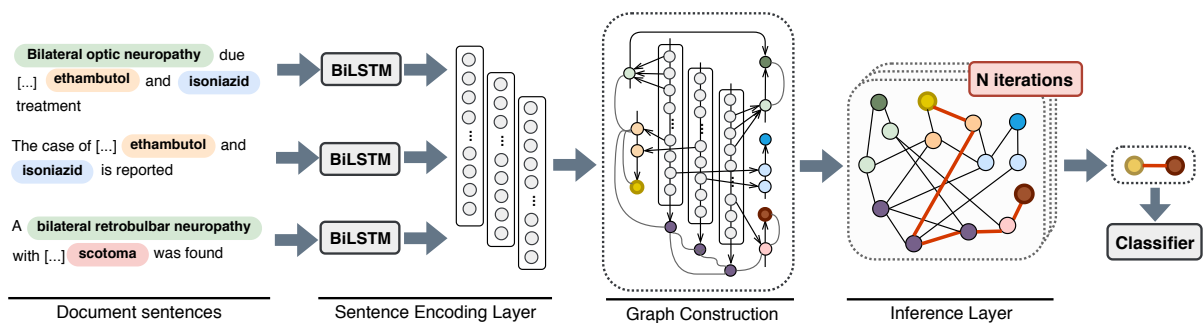 Bilateral optic neuropathy due
[...] ethambutol and isoniazid
treatment
The case of [...] ethambutol and
isoniazid is reported
A bilateral retrobulbar neuropathy
with [...] scotoma was found
BiLSTM
BiLSTM
BiLSTM
N iterations
Classifier
Document sentences
Sentence Encoding Layer
Graph Construction
Inference Layer